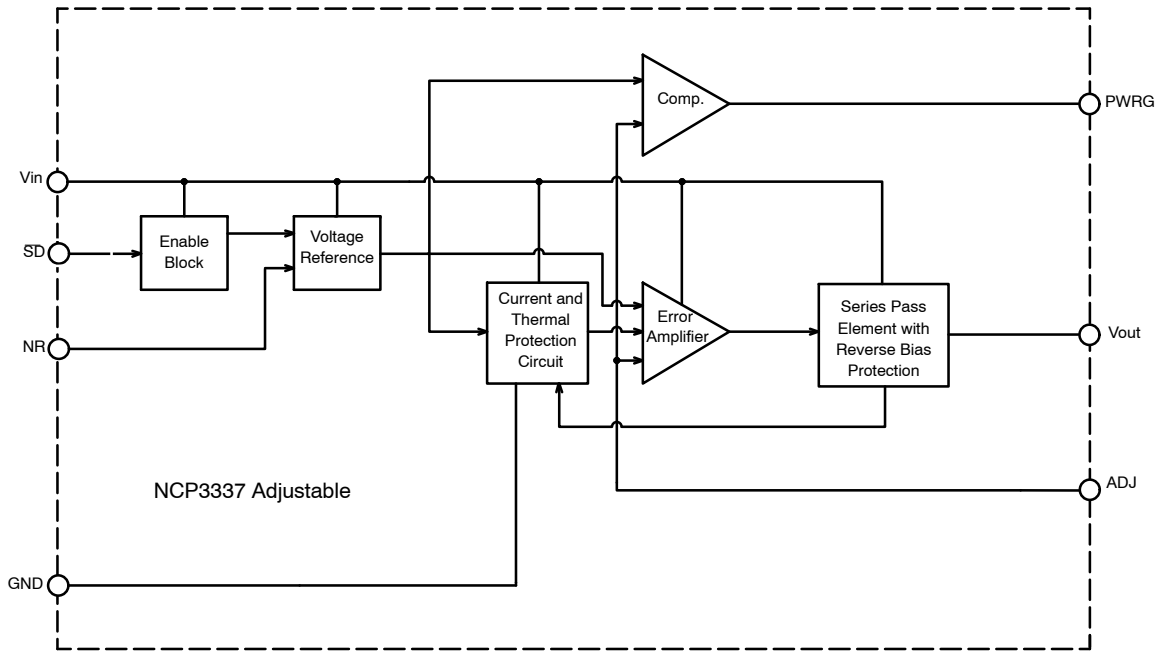 Comp.
PWRG
Vin
S̅D̅
Enable
Block
Voltage
Reference
NR
Current and
Thermal
Protection
Circuit
Error
Amplifier
Series Pass
Element with
Reverse Bias
Protection
Vout
NCP3337 Adjustable
ADJ
GND